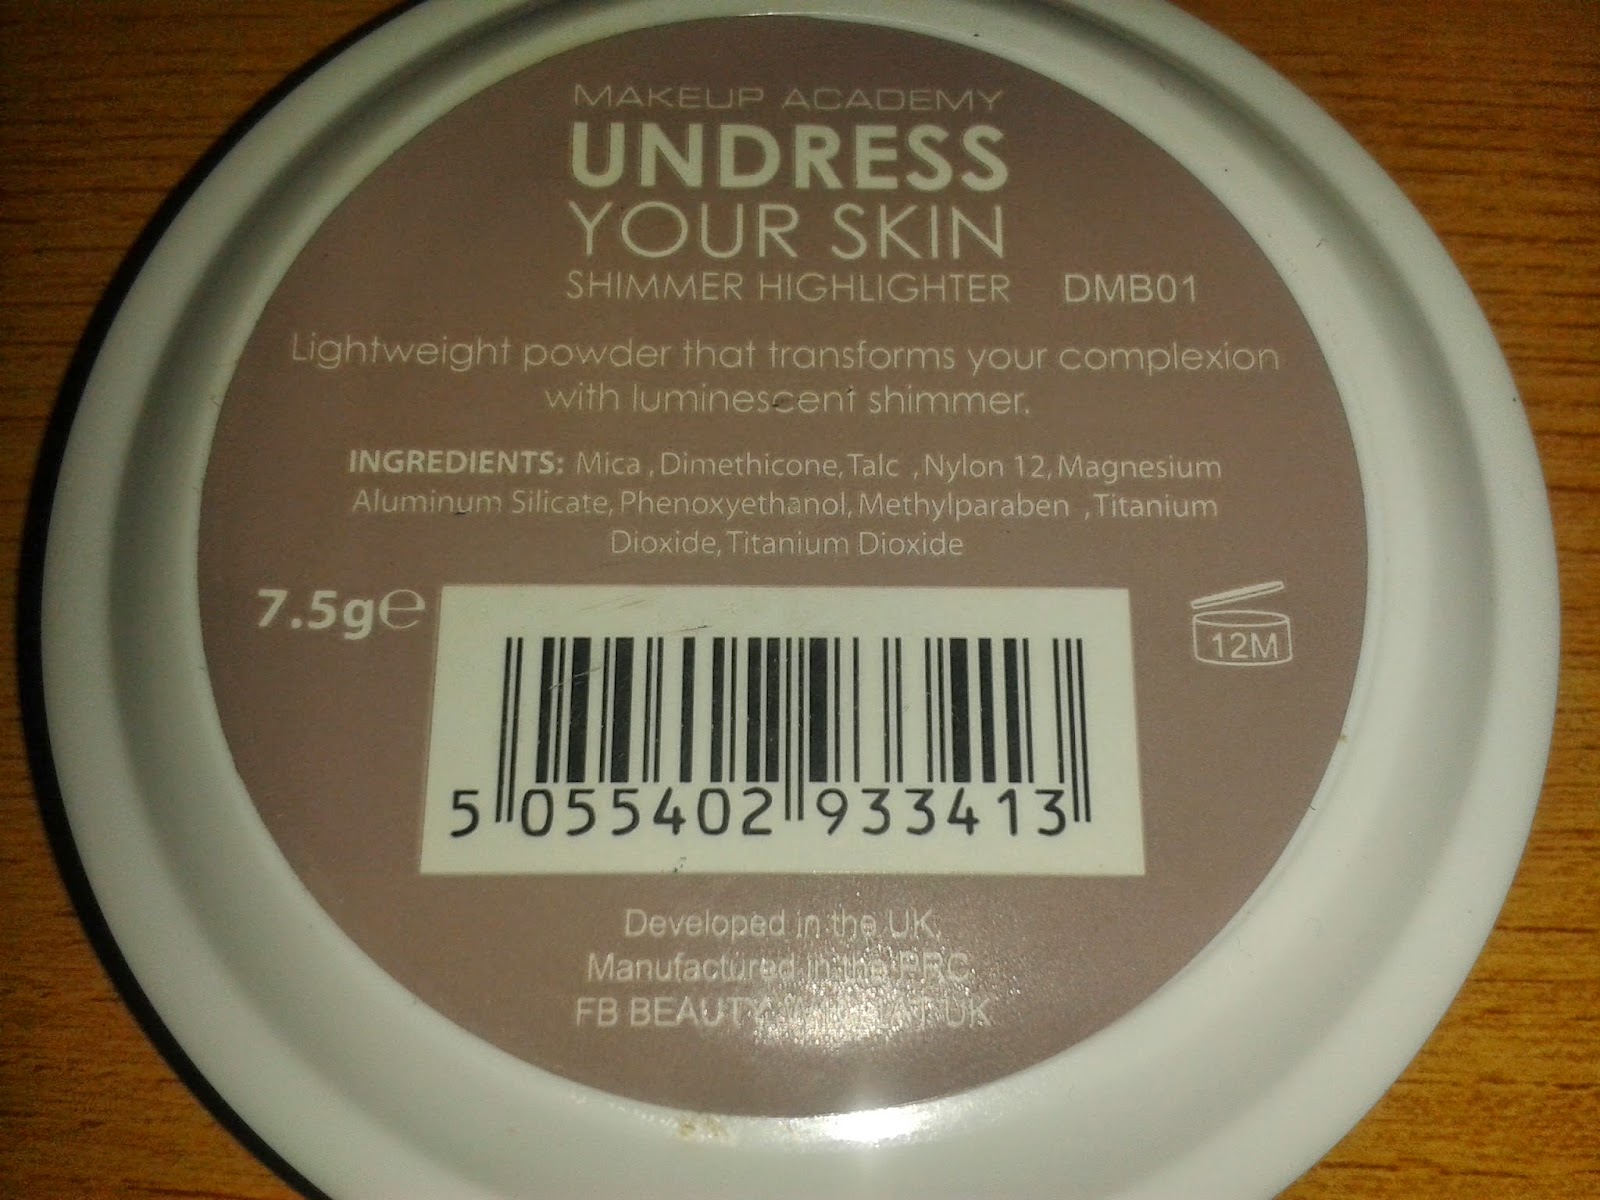 MAKEUP ACADEMY
UNDRESS
YOUR SKIN
SHIMMER HIGHLIGHTER DMB01
Lightweight powder that transforms your complexion
with luminescent shimmer.
INGREDIENTS: Mica ,Dimethicone,Talc ,Nylon 12,Magnesium
Aluminum Silicate,Phenoxyethanol,Methylparaben ,Titanium
Dioxide,Titanium Dioxide
7.5g℮
12M
5 055402 933413
Developed in the UK.
Manufactured in the PRC
FB BEAUTY UK